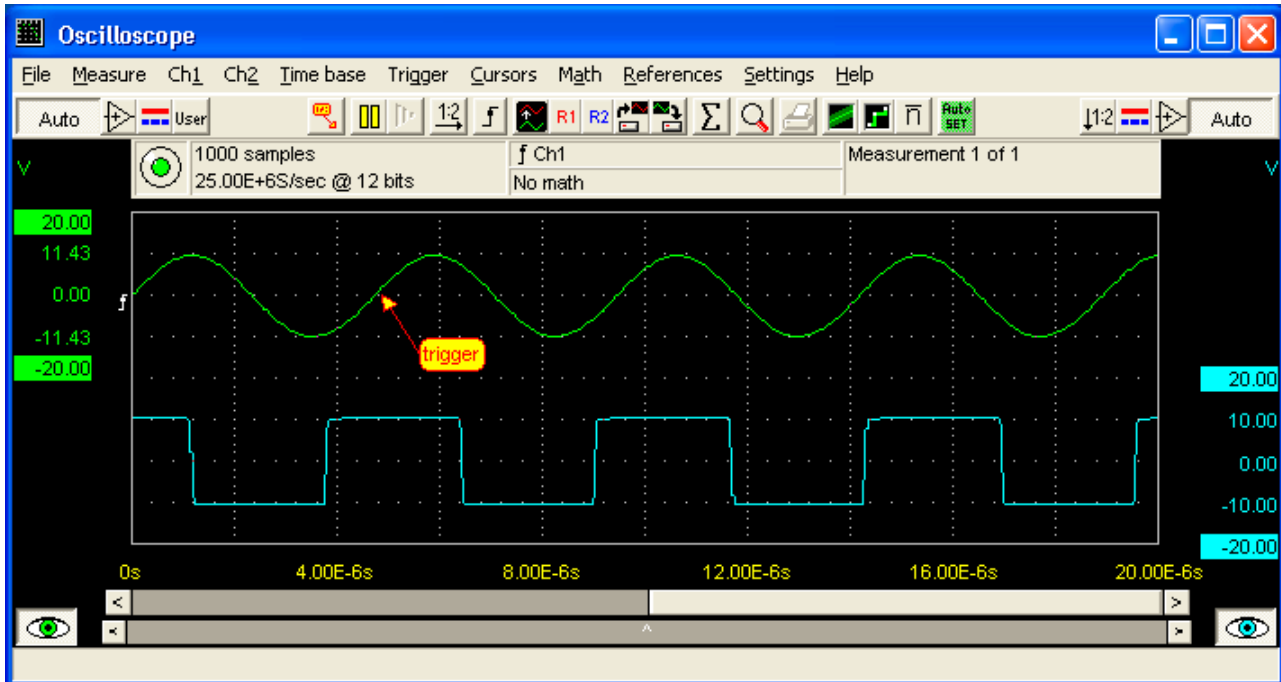 Oscilloscope
File Measure Ch1 Ch2 Time base Trigger Cursors Math References Settings Help
Auto User 1:2 R1 R2 Σ n Auto SET 1:2 Auto
V 1000 samples ƒ Ch1 Measurement 1 of 1 V
25.00E+6S/sec @ 12 bits No math
20.00
11.43
0.00 ƒ
-11.43
-20.00
trigger
20.00
10.00
0.00
-10.00
-20.00
0s 4.00E-6s 8.00E-6s 12.00E-6s 16.00E-6s 20.00E-6s